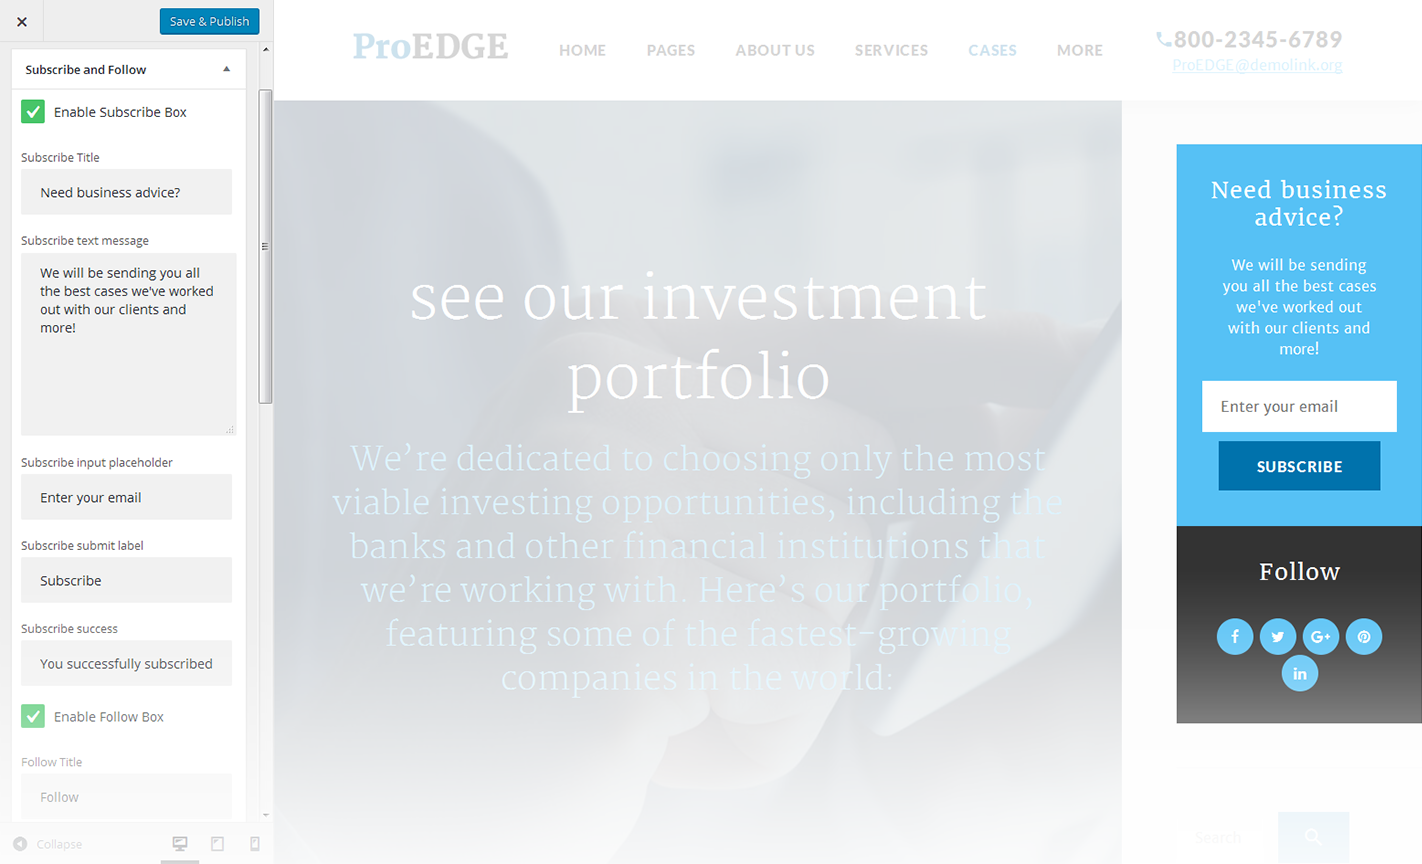 Save & Publish
Subscribe and Follow
Enable Subscribe Box
Subscribe Title
Need business advice?
Subscribe text message
We will be sending you all
the best cases we've worked
out with our clients and
more!
Subscribe input placeholder
Enter your email
Subscribe submit label
Subscribe
Subscribe success
You successfully subscribed
Enable Follow Box
Follow Title
Follow
Collapse
ProEDGE
HOME
PAGES
ABOUT US
SERVICES
CASES
MORE
800-2345-6789
ProEDGE@demolink.org
see our investment
portfolio
We’re dedicated to choosing only the most
viable investing opportunities, including the
banks and other financial institutions that
we’re working with. Here’s our portfolio,
featuring some of the fastest-growing
companies in the world:
Need business
advice?
We will be sending
you all the best cases
we've worked out
with our clients and
more!
Enter your email
SUBSCRIBE
Follow
Search